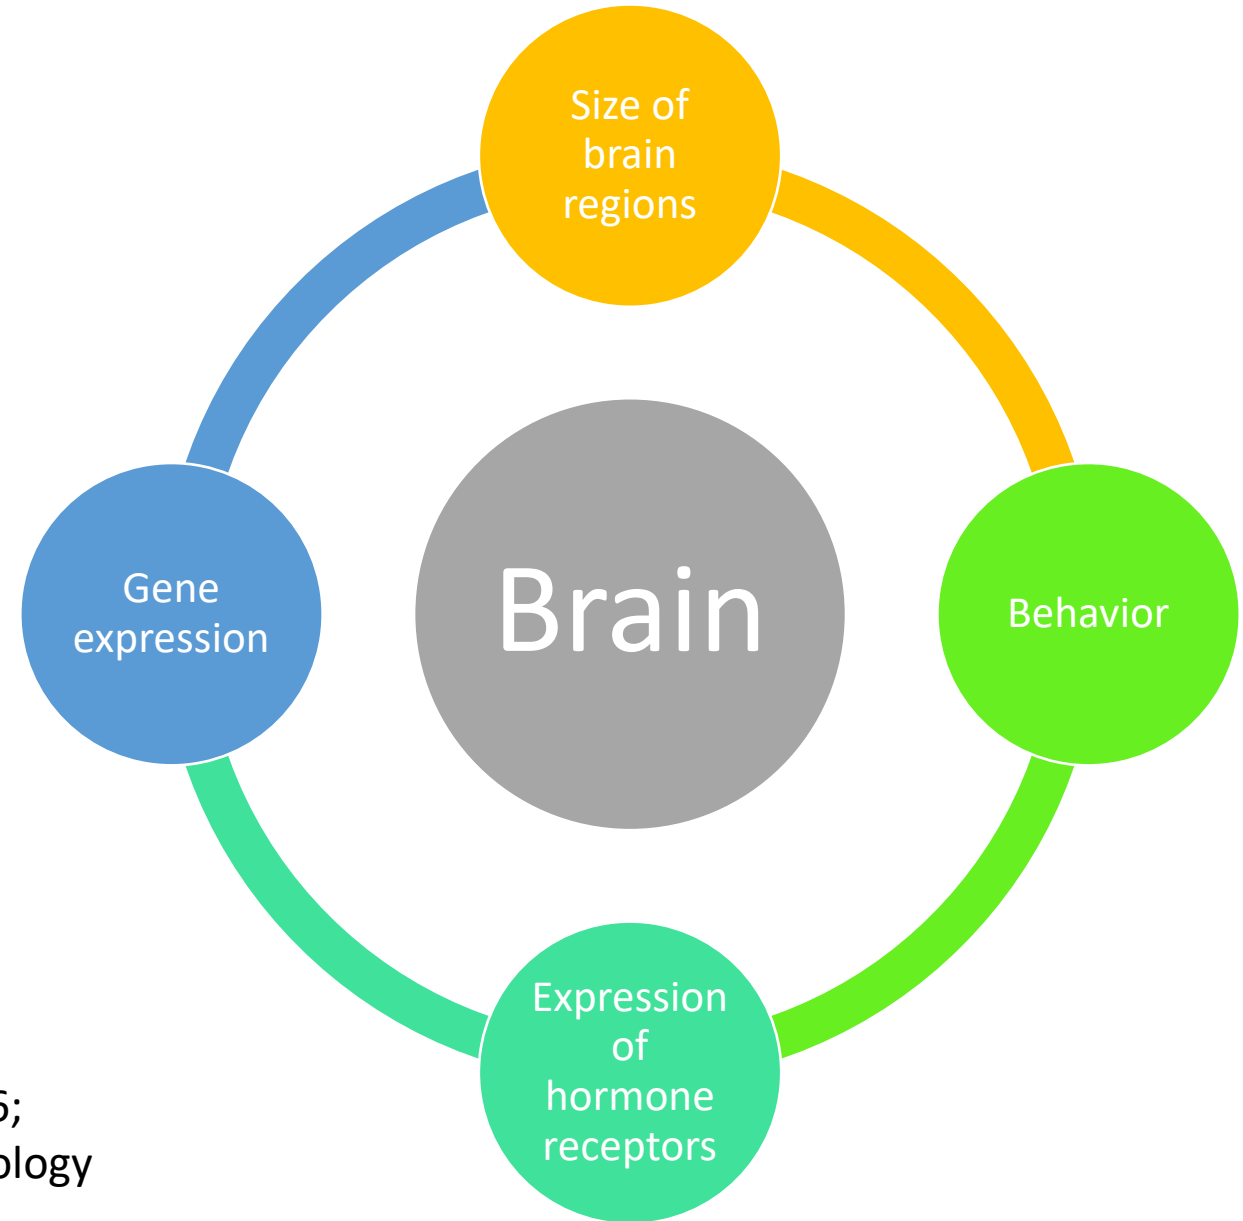 Size of
brain
regions
Gene
expression
Brain
Behavior
Expression
of
hormone
receptors